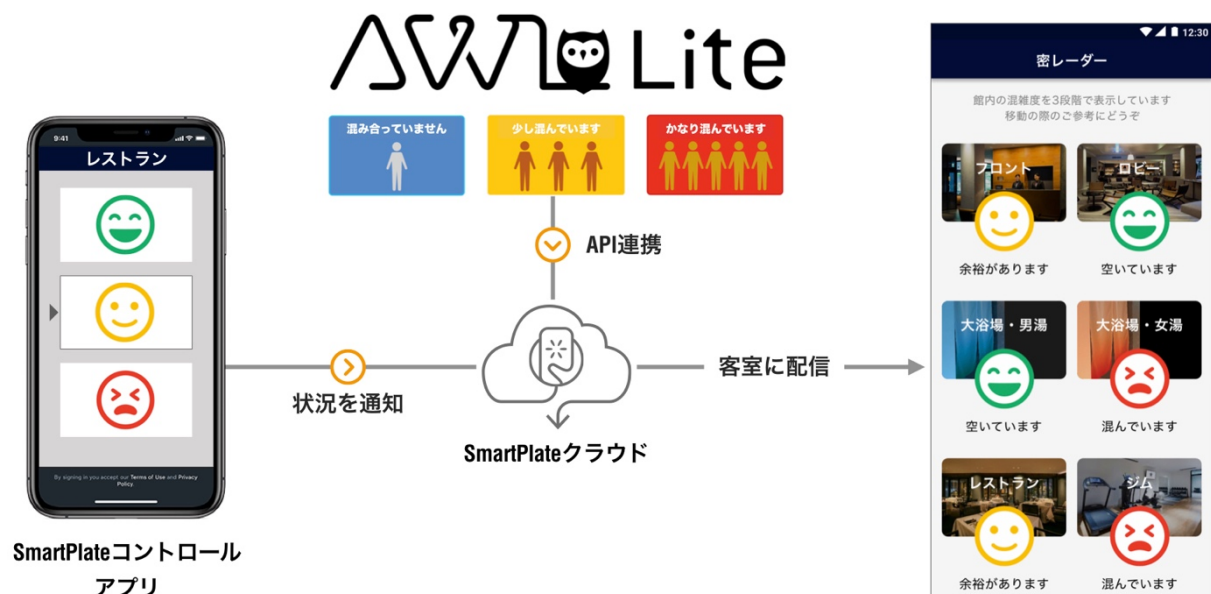 AWL Lite
混み合っていません
少し混んでいます
かなり混んでいます
API連携
9:41
レストラン
By signing in you accept our Terms of Use and Privacy
Policy.
SmartPlateコントロール
アプリ
状況を通知
SmartPlateクラウド
客室に配信
12:30
密レーダー
館内の混雑度を3段階で表示しています
移動の際のご参考にどうぞ
フロント
ロビー
余裕があります
空いています
大浴場・男湯
大浴場・女湯
空いています
混んでいます
レストラン
ジム
余裕があります
混んでいます